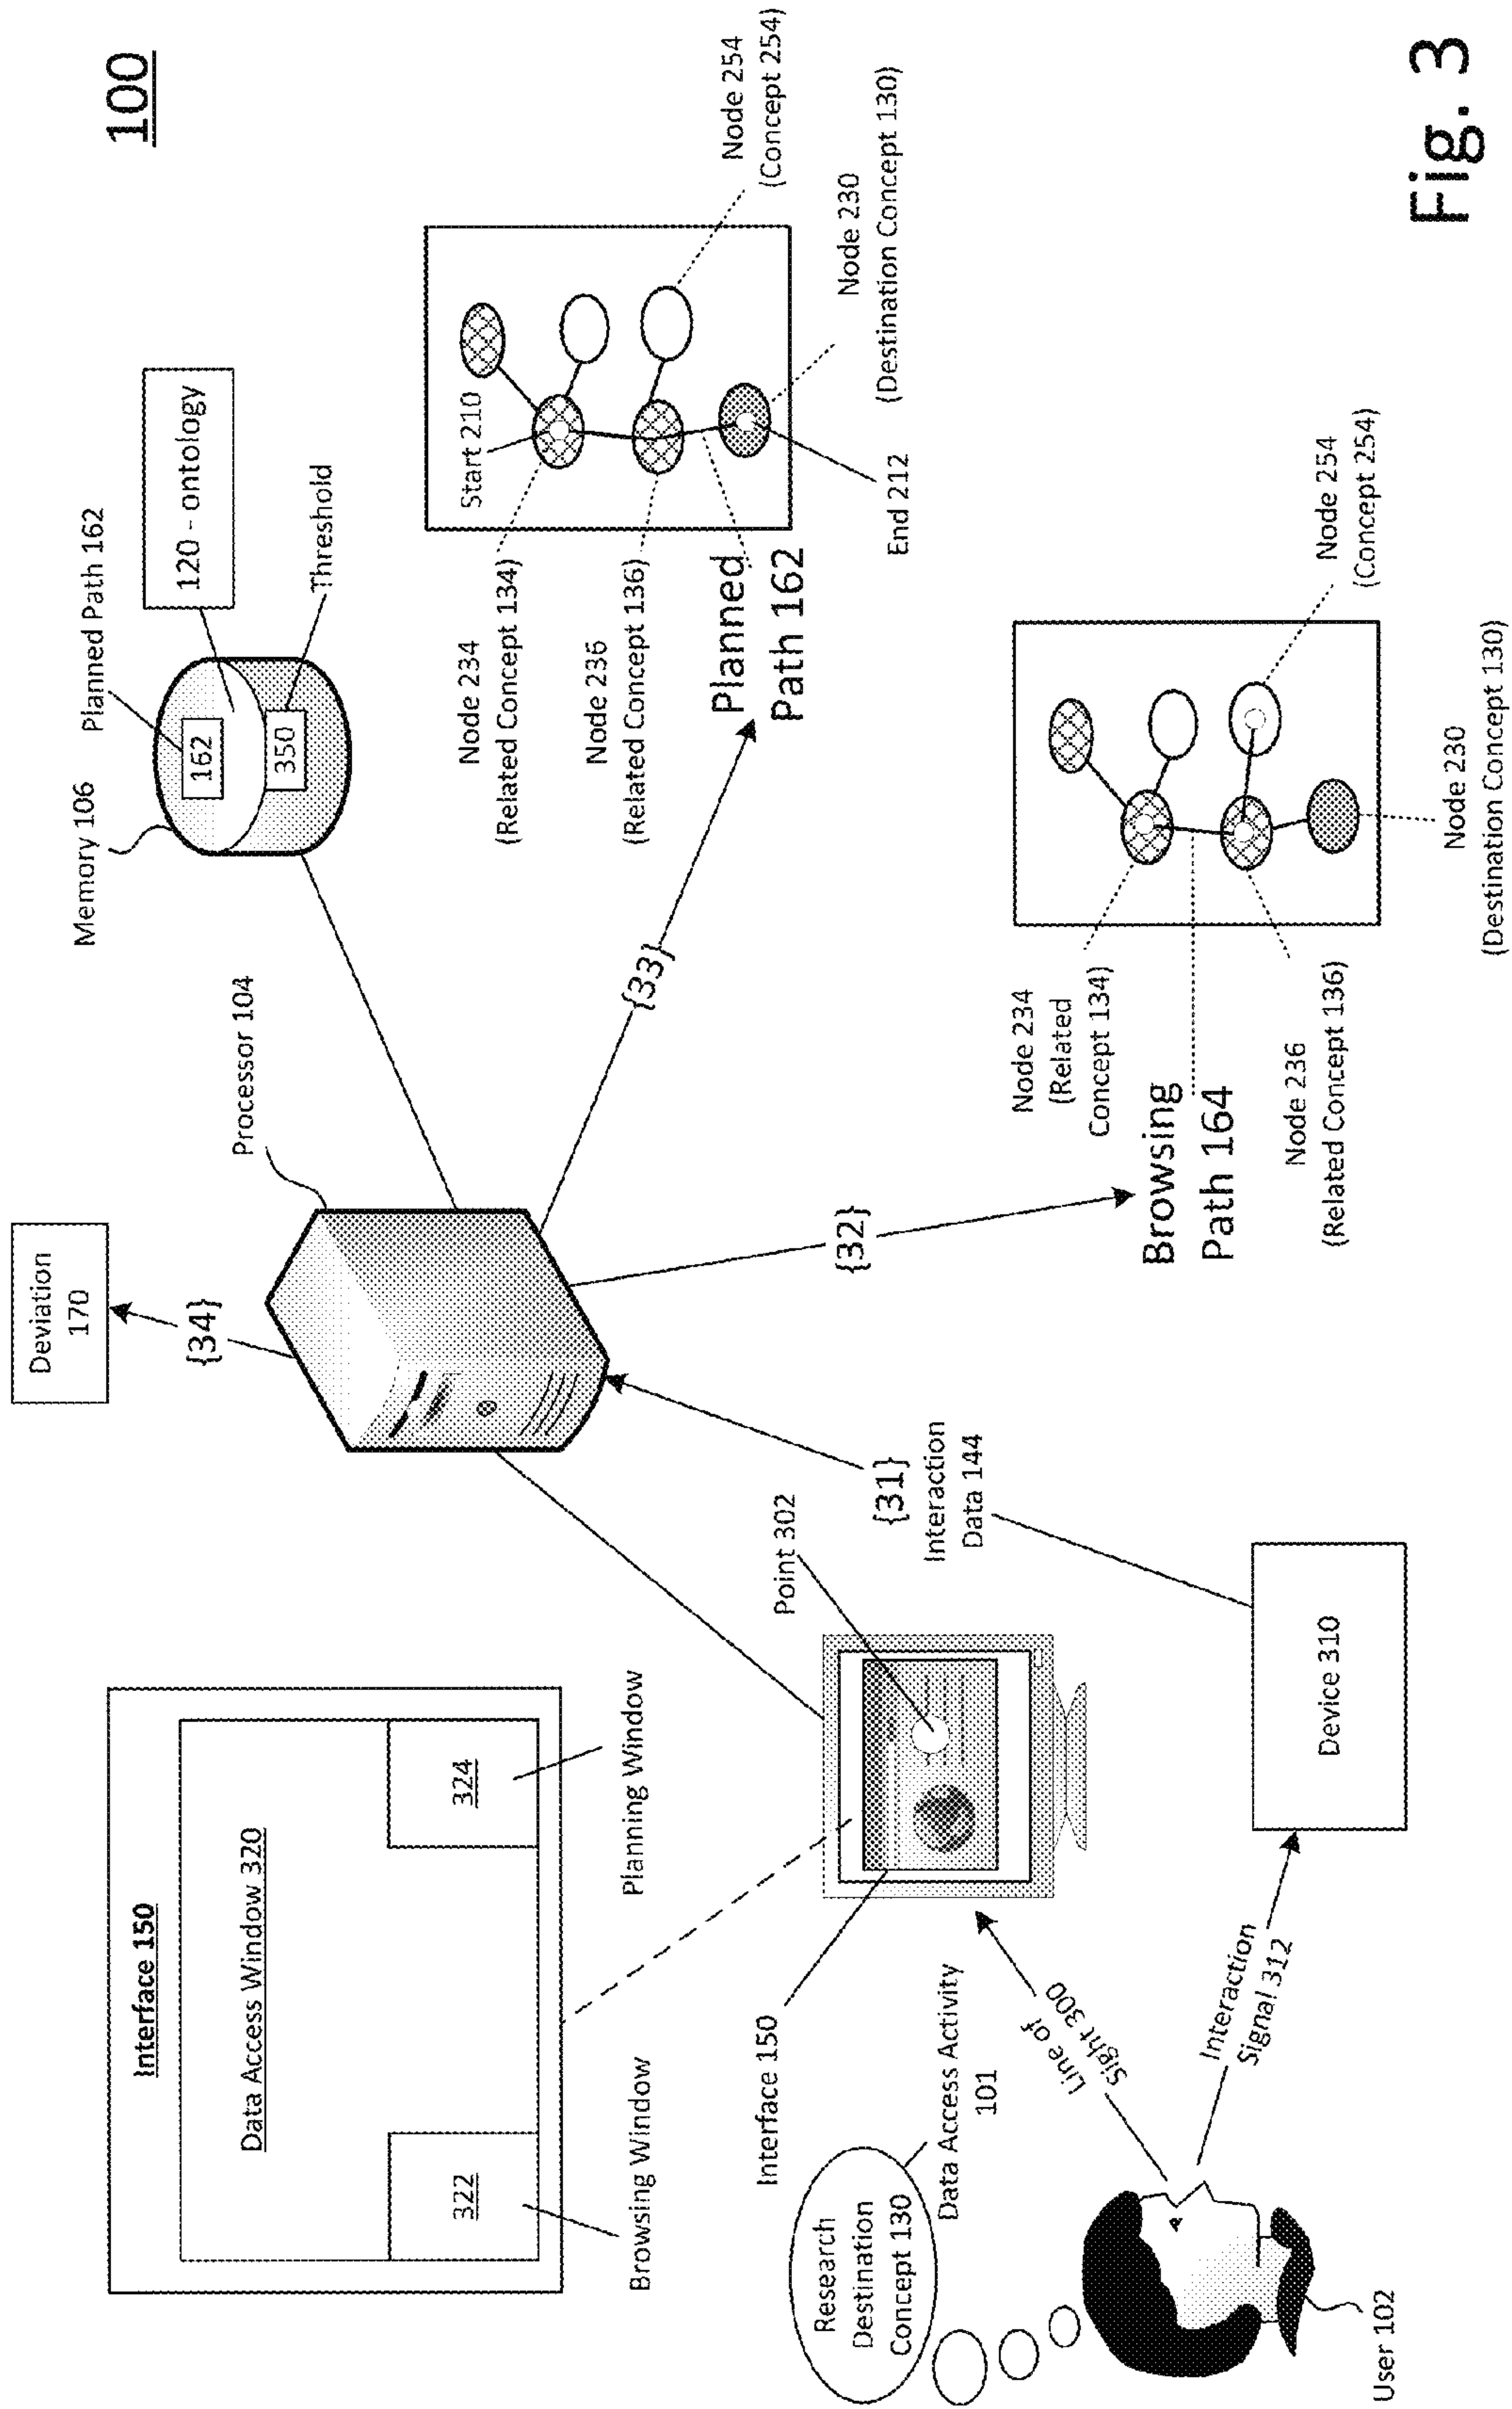 100
Interface 150
Data Access Window 320
322
324
Browsing Window
Planning Window
Deviation
170
{34}
Processor 104
Memory 106
Planned Path 162
162
350
120 - ontology
Threshold
Research
Destination
Concept 130
Data Access Activity
101
Interface 150
Point 302
Line of
Sight 300
Interaction
Signal 312
User 102
Device 310
{31}
Interaction
Data 144
{32}
{33}
Node 234
(Related Concept 134)
Node 236
(Related Concept 136)
Planned
Path 162
Start 210
End 212
Node 254
(Concept 254)
Node 230
(Destination Concept 130)
Node 234
(Related
Concept 134)
Browsing
Path 164
Node 236
(Related Concept 136)
Node 254
(Concept 254)
Node 230
(Destination Concept 130)
Fig. 3